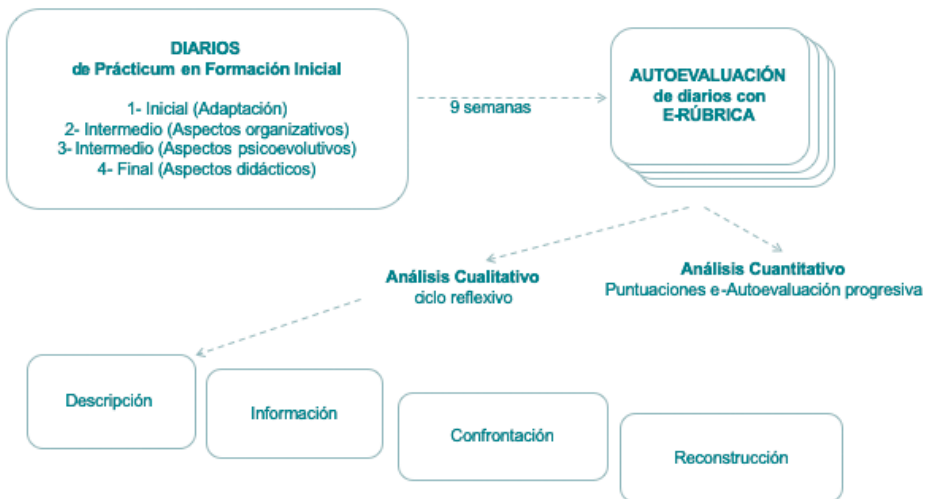 DIARIOS
de Prácticum en Formación Inicial
1- Inicial (Adaptación)
2- Intermedio (Aspectos organizativos)
3- Intermedio (Aspectos psicoevolutivos)
4- Final (Aspectos didácticos)
9 semanas
AUTOEVALUACIÓN
de diarios con
E-RÚBRICA
Análisis Cualitativo
ciclo reflexivo
Análisis Cuantitativo
Puntuaciones e-Autoevaluación progresiva
Descripción
Información
Confrontación
Reconstrucción